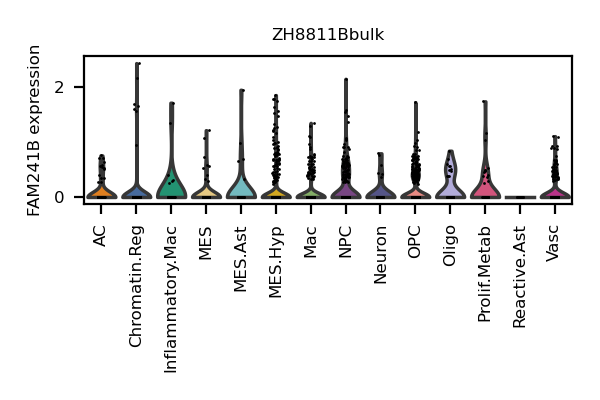 ZH8811Bbulk
FAM241B expression
2
0
AC
Chromatin.Reg
Inflammatory.Mac
MES
MES.Ast
MES.Hyp
Mac
NPC
Neuron
OPC
Oligo
Prolif.Metab
Reactive.Ast
Vasc